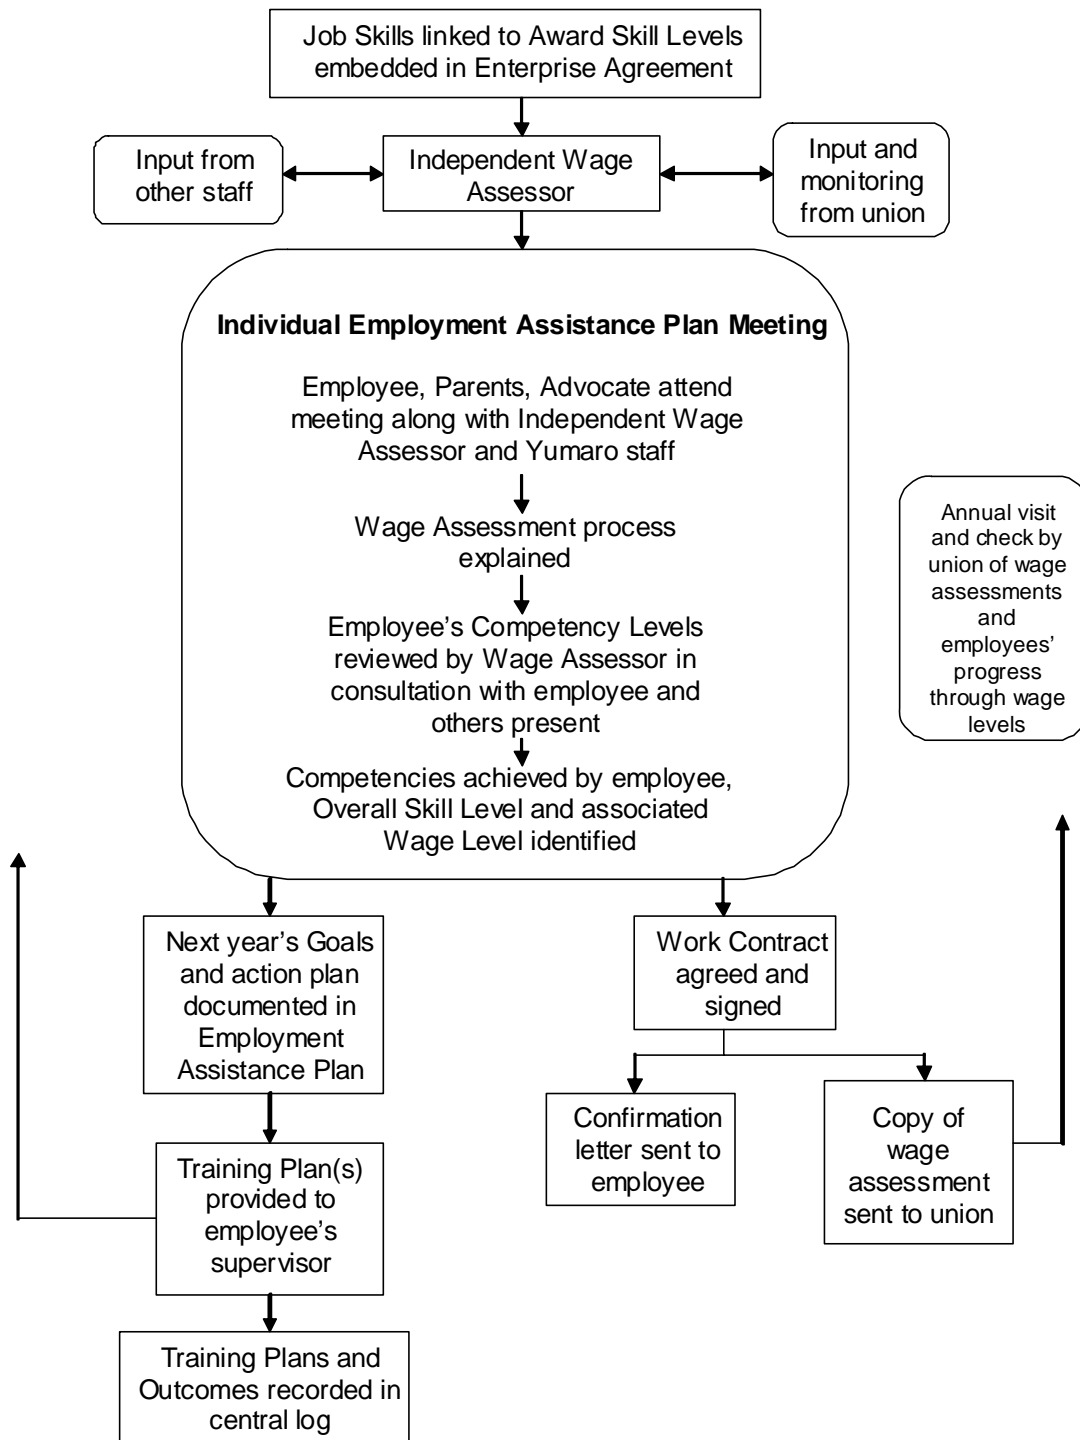 Job Skills linked to Award Skill Levels
embedded in Enterprise Agreement
Input from
other staff
Independent Wage
Assessor
Input and
monitoring
from union
Individual Employment Assistance Plan Meeting
Employee, Parents, Advocate attend
meeting along with Independent Wage
Assessor and Yumaro staff
Wage Assessment process
explained
Employee’s Competency Levels
reviewed by Wage Assessor in
consultation with employee and
others present
Competencies achieved by employee,
Overall Skill Level and associated
Wage Level identified
Annual visit
and check by
union of wage
assessments
and
employees’
progress
through wage
levels
Next year’s Goals
and action plan
documented in
Employment
Assistance Plan
Work Contract
agreed and
signed
Training Plan(s)
provided to
employee’s
supervisor
Confirmation
letter sent to
employee
Copy of
wage
assessment
sent to union
Training Plans and
Outcomes recorded in
central log